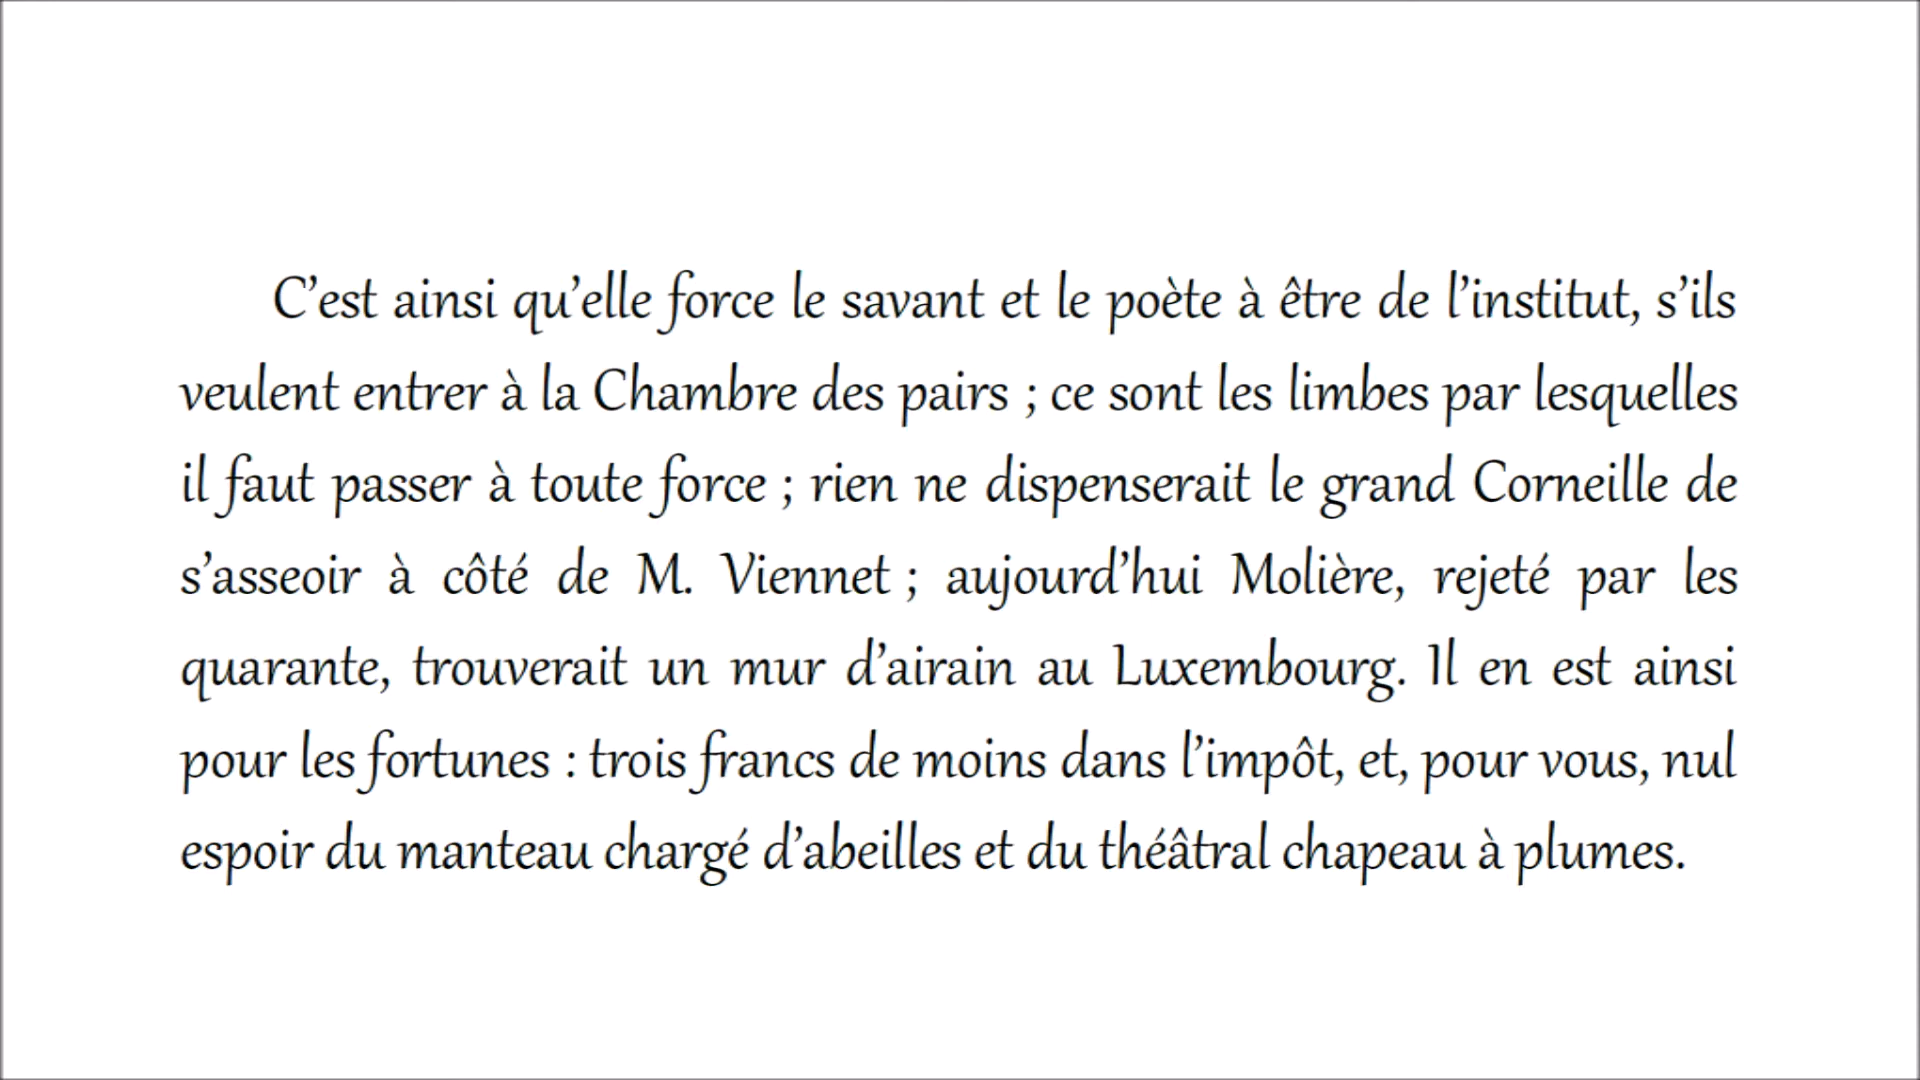 C’est ainsi qu’elle force le savant et le poète à être de l’institut, s’ils
veulent entrer à la Chambre des pairs ; ce sont les limbes par lesquelles
il faut passer à toute force ; rien ne dispenserait le grand Corneille de
s’asseoir à côté de M. Viennet ; aujourd’hui Molière, rejeté par les
quarante, trouverait un mur d’airain au Luxembourg. Il en est ainsi
pour les fortunes : trois francs de moins dans l’impôt, et, pour vous, nul
espoir du manteau chargé d’abeilles et du théâtral chapeau à plumes.